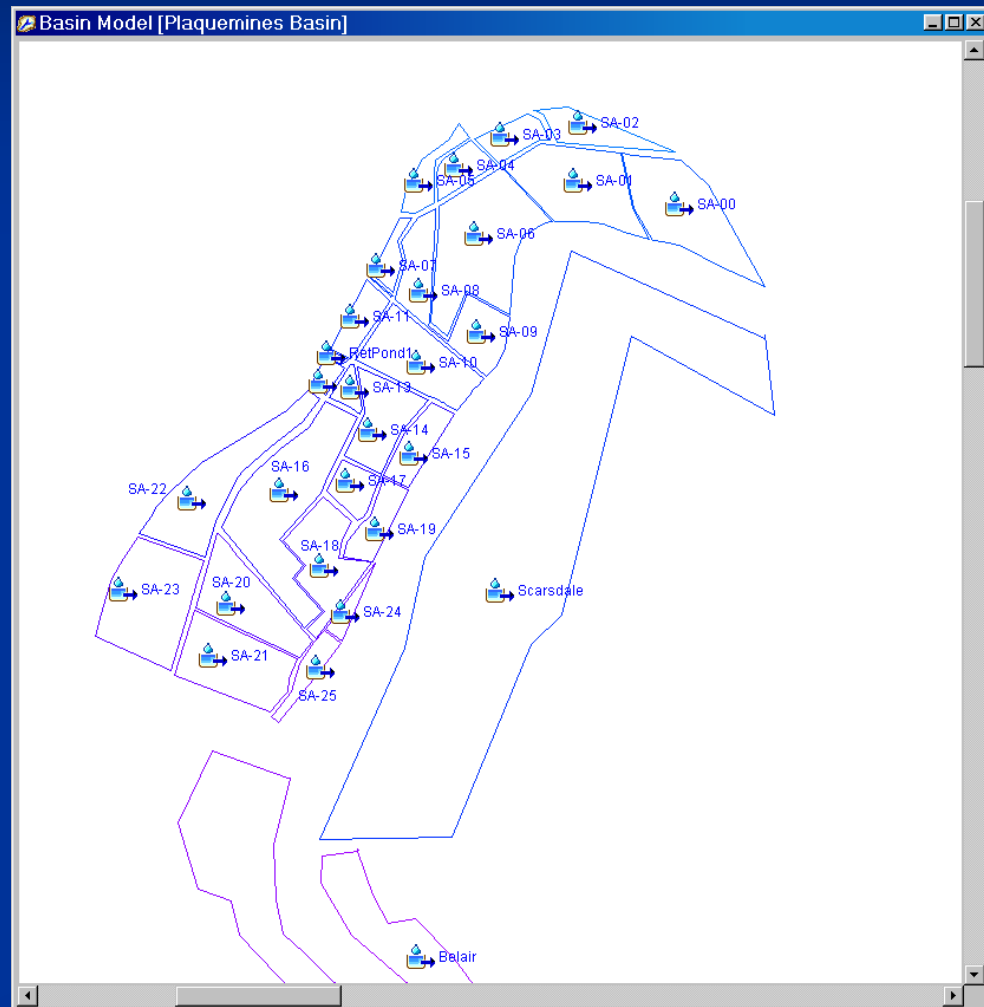 Basin Model [Plaquemines Basin]
SA-02
SA-03
SA-04
SA-05
SA-01
SA-00
SA-06
SA-07
SA-08
SA-11
SA-09
RetPond1
SA-10
SA-13
SA-14
SA-15
SA-16
SA-17
SA-22
SA-19
SA-18
SA-23
SA-20
Scarsdale
SA-24
SA-21
SA-25
Belair